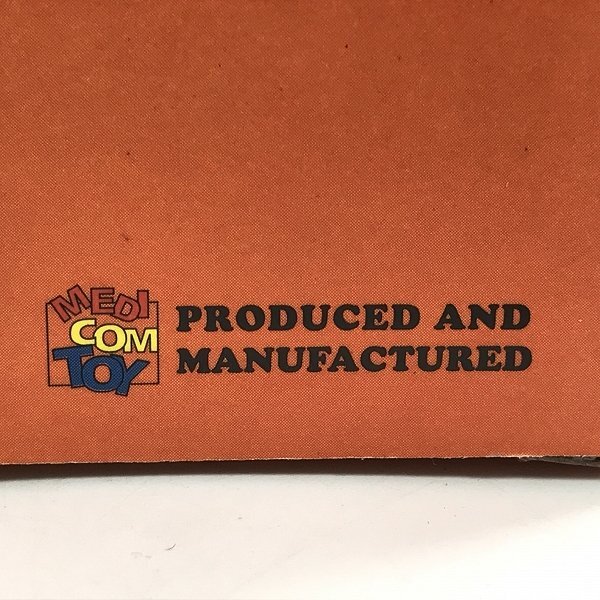 MEDI
COM
TOY
PRODUCED AND
MANUFACTURED